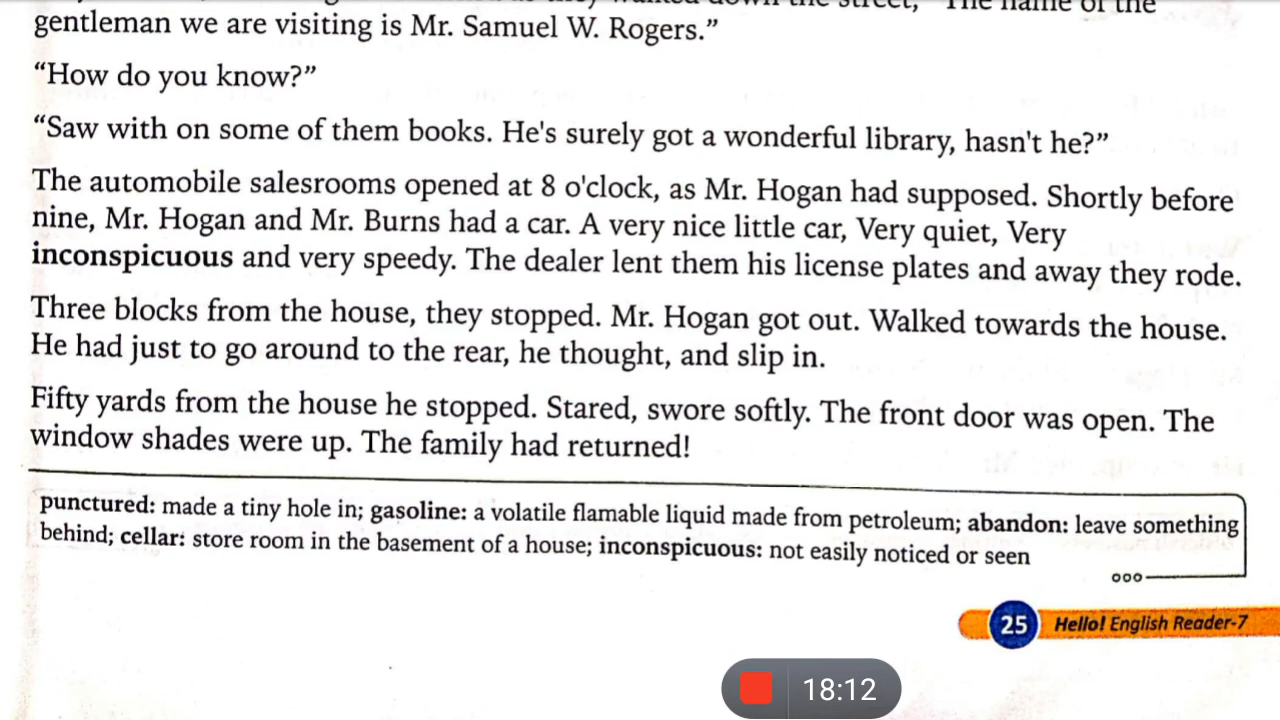 gentleman we are visiting is Mr. Samuel W. Rogers.”
“How do you know?”
“Saw with on some of them books. He's surely got a wonderful library, hasn't he?”
The automobile salesrooms opened at 8 o'clock, as Mr. Hogan had supposed. Shortly before
nine, Mr. Hogan and Mr. Burns had a car. A very nice little car, Very quiet, Very
inconspicuous and very speedy. The dealer lent them his license plates and away they rode.
Three blocks from the house, they stopped. Mr. Hogan got out. Walked towards the house.
He had just to go around to the rear, he thought, and slip in.
Fifty yards from the house he stopped. Stared, swore softly. The front door was open. The
window shades were up. The family had returned!
punctured: made a tiny hole in; gasoline: a volatile flamable liquid made from petroleum; abandon: leave something
behind; cellar: store room in the basement of a house; inconspicuous: not easily noticed or seen
25 Hello! English Reader-7
18:12